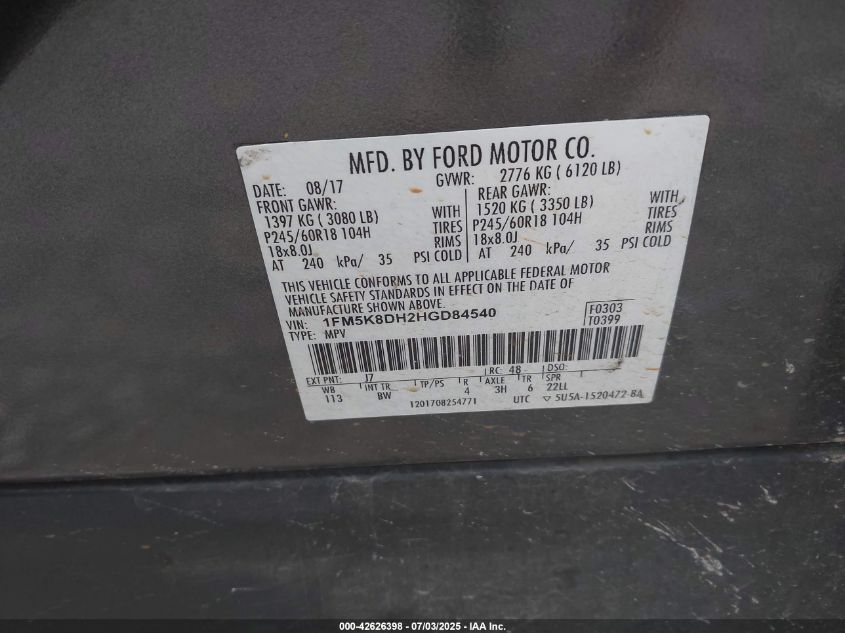 MFD. BY FORD MOTOR CO.
DATE: 08/17 GVWR: 2776 KG ( 6120 LB)
FRONT GAWR: REAR GAWR:
1397 KG ( 3080 LB) WITH 1520 KG ( 3350 LB) WITH
P245/60R18 104H TIRES P245/60R18 104H TIRES
18x8.0J RIMS 18x8.0J RIMS
AT 240 kPa/ 35 PSI COLD AT 240 kPa/ 35 PSI COLD
THIS VEHICLE CONFORMS TO ALL APPLICABLE FEDERAL MOTOR
VEHICLE SAFETY STANDARDS IN EFFECT ON THE DATE OF
MANUFACTURE SHOWN ABOVE.
VIN: 1FM5K8DH2HGD84540 F0303
TYPE: MPV T0399
EXT PNT: J7 RC: 48 DSO:
WB INT TR TP/PS R AXLE TR SPR
113 BW 4 3H 6 22LL
1201708254771 UTC ▽ 5U5A-1520472-BA
000-42626398 - 07/03/2025 - IAA Inc.